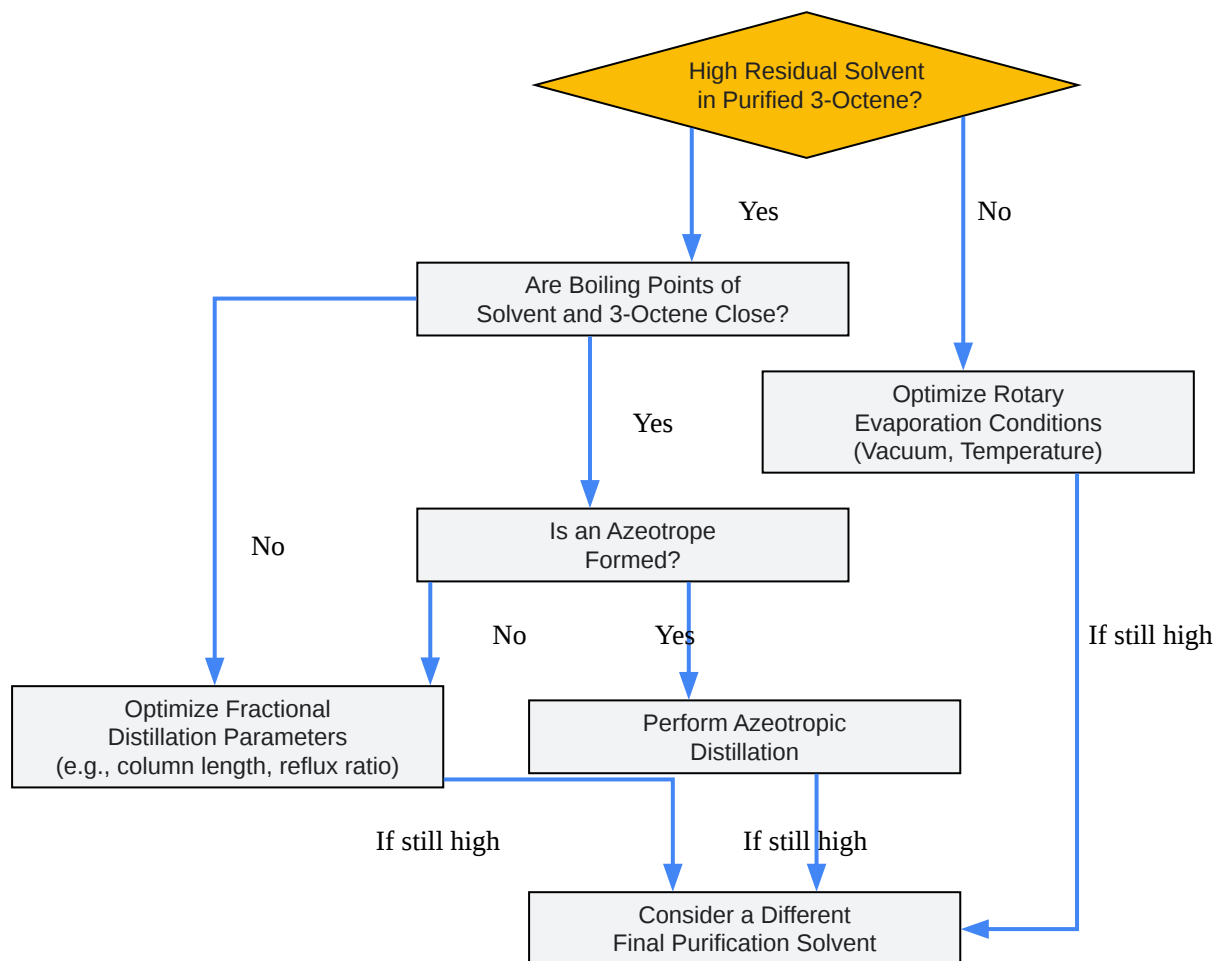 High Residual Solvent
in Purified 3-Octene?
Yes
No
Are Boiling Points of
Solvent and 3-Octene Close?
Optimize Rotary
Evaporation Conditions
(Vacuum, Temperature)
Yes
Is an Azeotrope
Formed?
No
No
Yes
If still high
Optimize Fractional
Distillation Parameters
(e.g., column length, reflux ratio)
Perform Azeotropic
Distillation
If still high
If still high
Consider a Different
Final Purification Solvent